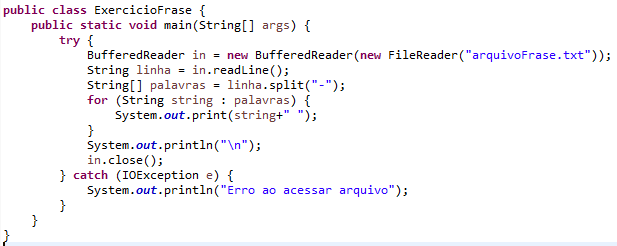 public class ExercicioFrase {
    public static void main(String[] args) {
        try {
            BufferedReader in = new BufferedReader(new FileReader("arquivoFrase.txt"));
            String linha = in.readLine();
            String[] palavras = linha.split("-");
            for (String string : palavras) {
                System.out.print(string+" ");
            }
            System.out.println("\n");
            in.close();
        } catch (IOException e) {
            System.out.println("Erro ao acessar arquivo");
        }
    }
}